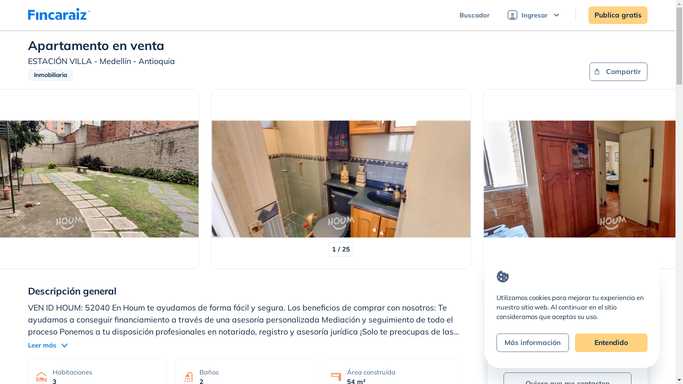 Fincaraiz
Buscador
Ingresar
Publica gratis
Apartamento en venta
ESTACIÓN VILLA - Medellín - Antioquia
Inmobiliaria
Compartir
HOUM
HOUM
HOUM
1 / 25
Descripción general
VEN ID HOUM: 52040 En Houm te ayudamos de forma fácil y segura. Los beneficios de comprar con nosotros: Te
ayudamos a conseguir financiamiento a través de una asesoría personalizada Mediación y seguimiento de todo el
proceso Ponemos a tu disposición profesionales en notariado, registro y asesoría jurídica ¡Solo te preocupas de las...
Leer más
Habitaciones
3
Baños
2
Área construida
54 m²
Utilizamos cookies para mejorar tu experiencia en
nuestro sitio web. Al continuar en el sitio
consideramos que aceptas su uso.
Más información
Entendido
Quiero que me contacten